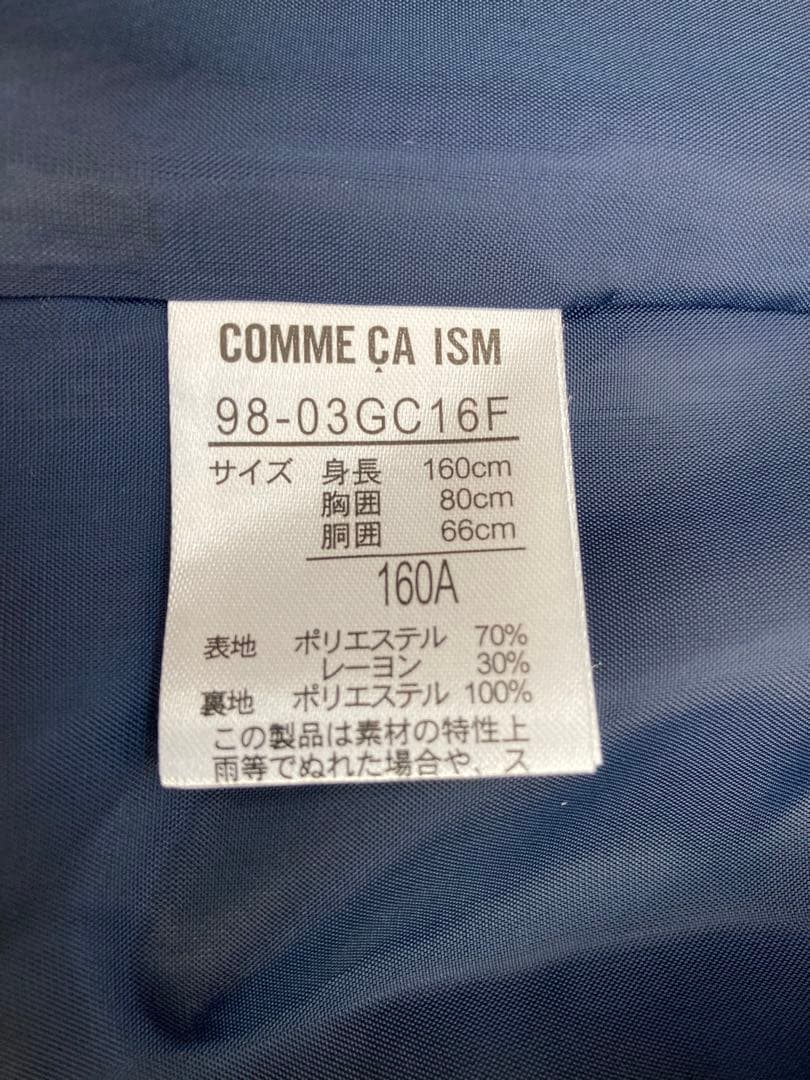 COMME ÇA ISM
98-03GC16F
サイズ 身長 160cm
胸囲 80cm
胴囲 66cm
160A
表地 ポリエステル 70%
レーヨン 30%
裏地 ポリエステル 100%
この製品は素材の特性上
雨等でぬれた場合や、ス